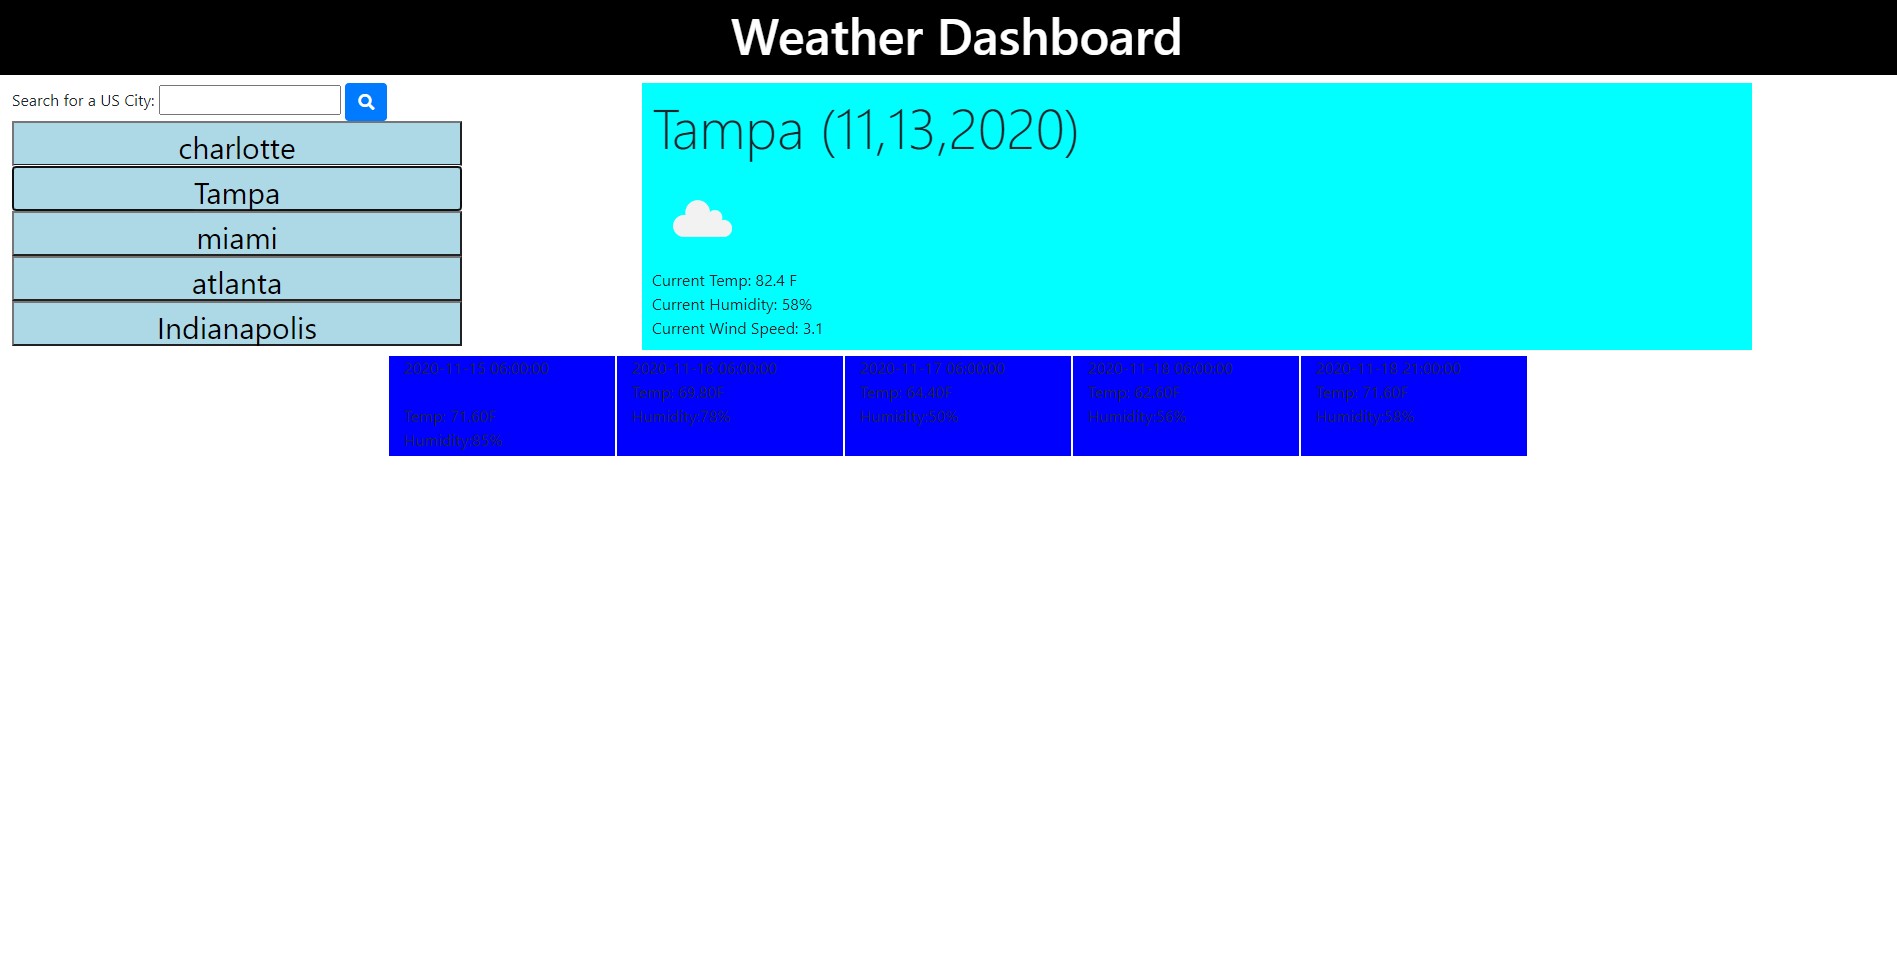 Weather Dashboard
Search for a US City:
charlotte
Tampa
miami
atlanta
Indianapolis
Tampa (11,13,2020)
Current Temp: 82.4 F
Current Humidity: 58%
Current Wind Speed: 3.1
2020-11-15 06:00:00
Temp: 71.60F
Humidity:85%
2020-11-16 06:00:00
Temp: 69.80F
Humidity:78%
2020-11-17 06:00:00
Temp: 64.40F
Humidity:50%
2020-11-18 06:00:00
Temp: 62.60F
Humidity:56%
2020-11-18 21:00:00
Temp: 71.60F
Humidity:58%